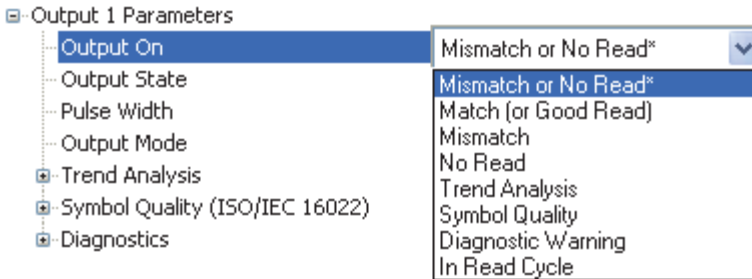 Output 1 Parameters
Output On
Mismatch or No Read*
Output State
Mismatch or No Read*
Pulse Width
Match (or Good Read)
Output Mode
Mismatch
Trend Analysis
No Read
Symbol Quality (ISO/IEC 16022)
Trend Analysis
Diagnostics
Symbol Quality
Diagnostic Warning
In Read Cycle